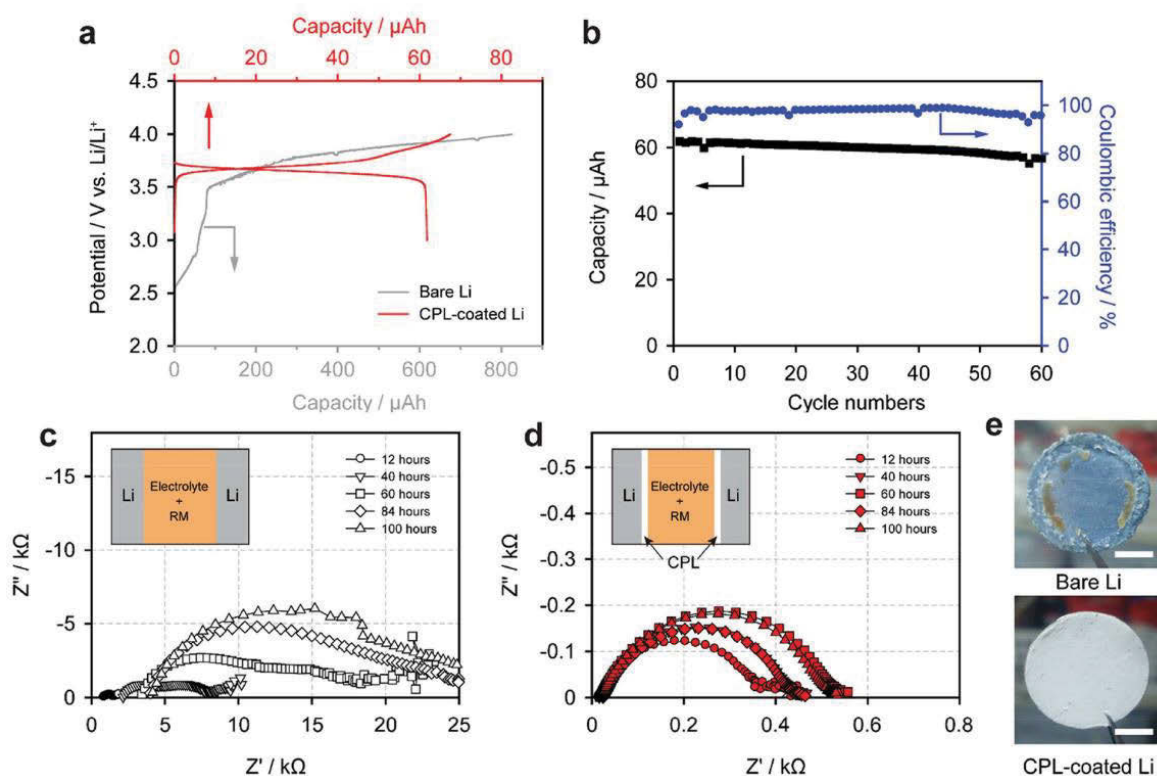 a
Capacity / µAh
0 20 40 60 80
4.5
4.0
3.5
3.0
2.5
2.0
Potential / V vs. Li/Li⁺
Bare Li
CPL-coated Li
0 200 400 600 800
Capacity / µAh
b
80
60
40
20
0
Capacity / µAh
100
80
60
40
20
0
Coulombic efficiency / %
0 10 20 30 40 50 60
Cycle numbers
c
-15
-10
-5
0
Z'' / kΩ
Li
Electrolyte
+
RM
Li
12 hours
40 hours
60 hours
84 hours
100 hours
0 5 10 15 20 25
Z' / kΩ
d
-0.5
-0.4
-0.3
-0.2
-0.1
0
Z'' / kΩ
Li
Electrolyte
+
RM
Li
CPL
12 hours
40 hours
60 hours
84 hours
100 hours
0 0.2 0.4 0.6 0.8
Z' / kΩ
e
Bare Li
CPL-coated Li